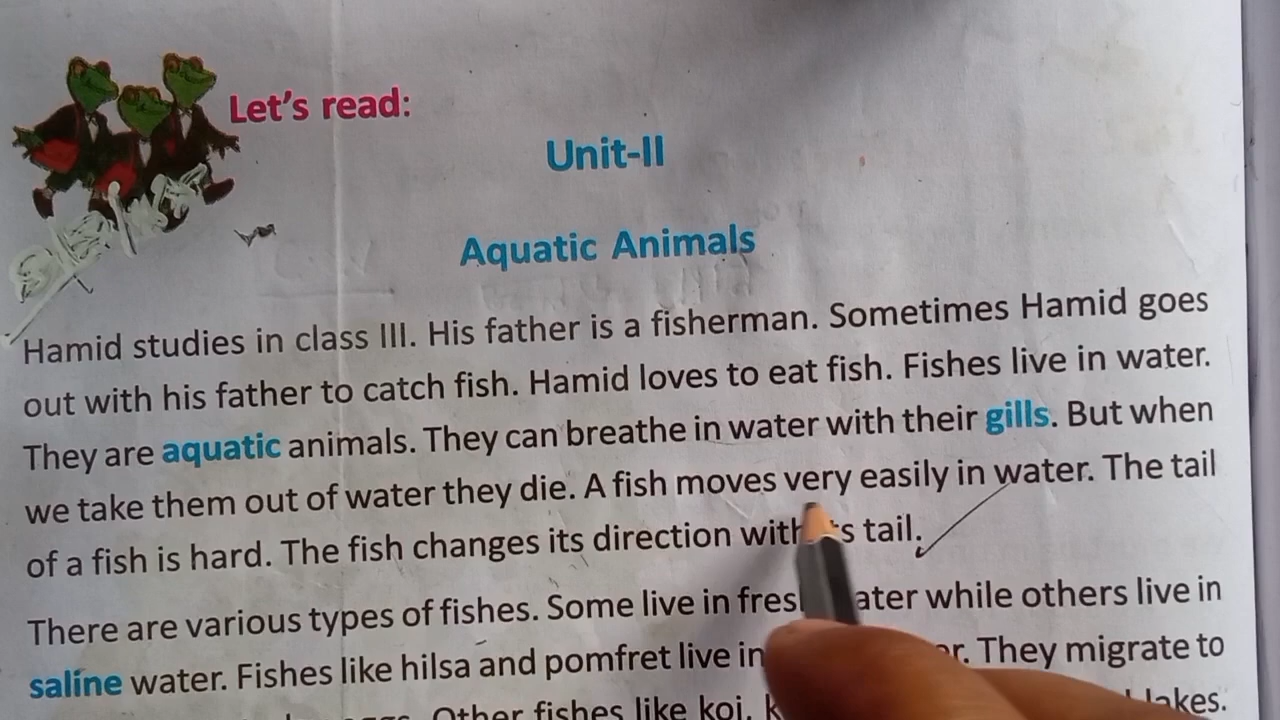 Let's read:
Unit-II
Aquatic Animals
Hamid studies in class III. His father is a fisherman. Sometimes Hamid goes
out with his father to catch fish. Hamid loves to eat fish. Fishes live in water.
They are aquatic animals. They can breathe in water with their gills. But when
we take them out of water they die. A fish moves very easily in water. The tail
of a fish is hard. The fish changes its direction with tail.
There are various types of fishes. Some live in while others live in
saline water. Fishes like hilsa and pomfret live in They migrate to
Other fishes like koi, lakes.